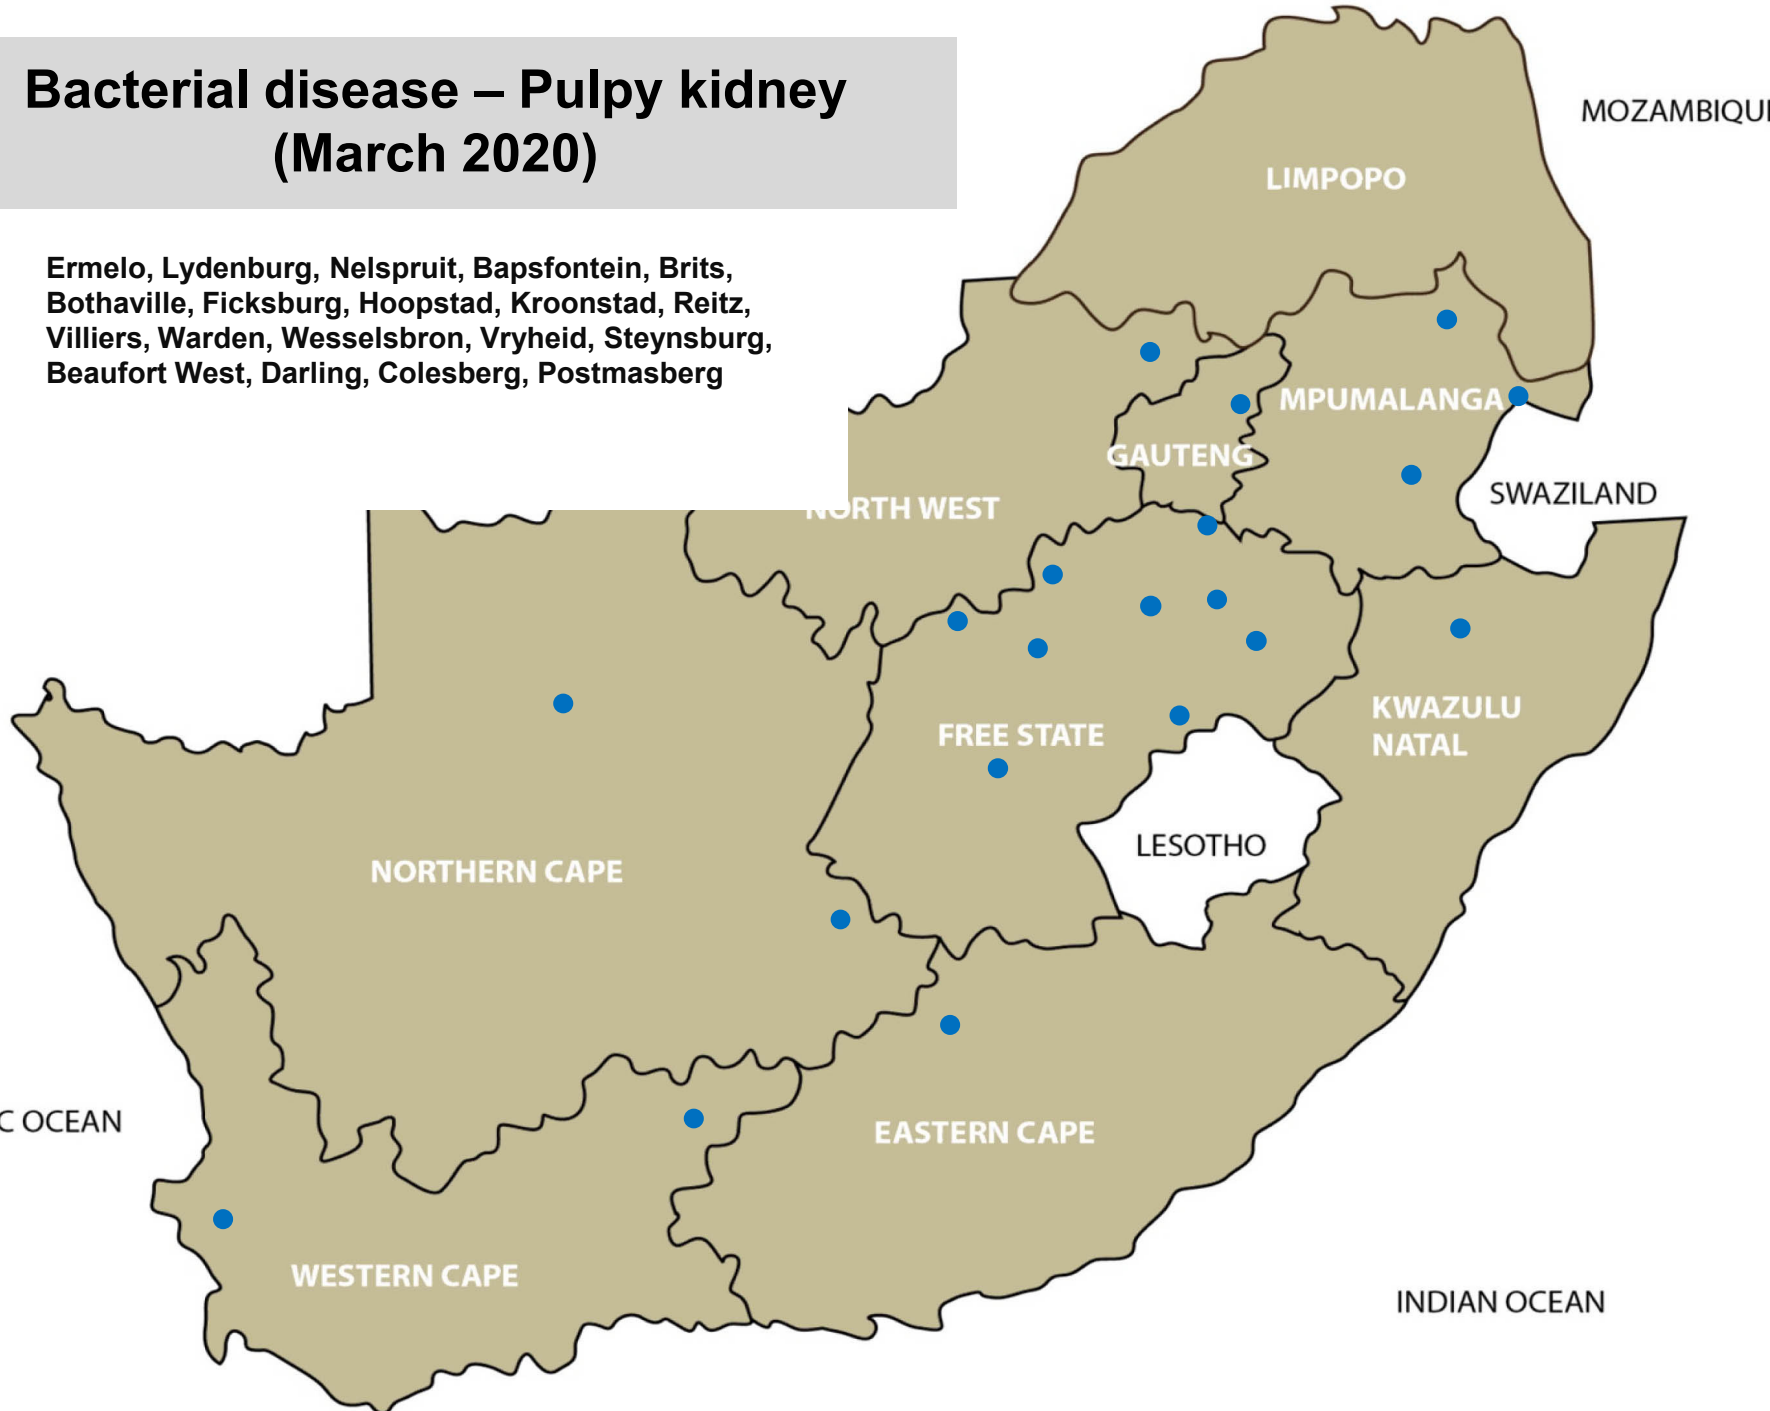 Bacterial disease – Pulpy kidney
(March 2020)
Ermelo, Lydenburg, Nelspruit, Bapsfontein, Brits,
Bothaville, Ficksburg, Hoopstad, Kroonstad, Reitz,
Villiers, Warden, Wesselsbron, Vryheid, Steynsburg,
Beaufort West, Darling, Colesberg, Postmasberg
MOZAMBIQUE
LIMPOPO
MPUMALANGA
GAUTENG
SWAZILAND
NORTH WEST
KWAZULU
NATAL
FREE STATE
LESOTHO
NORTHERN CAPE
C OCEAN
EASTERN CAPE
WESTERN CAPE
INDIAN OCEAN